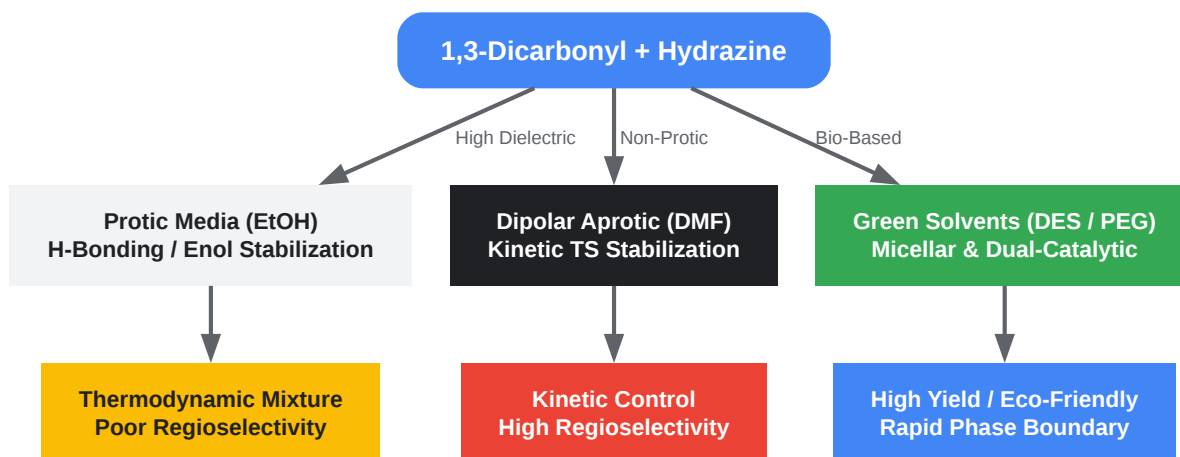 1,3-Dicarbonyl + Hydrazine
High Dielectric
Non-Protic
Bio-Based
Protic Media (EtOH)
H-Bonding / Enol Stabilization
Dipolar Aprotic (DMF)
Kinetic TS Stabilization
Green Solvents (DES / PEG)
Micellar & Dual-Catalytic
Thermodynamic Mixture
Poor Regioselectivity
Kinetic Control
High Regioselectivity
High Yield / Eco-Friendly
Rapid Phase Boundary